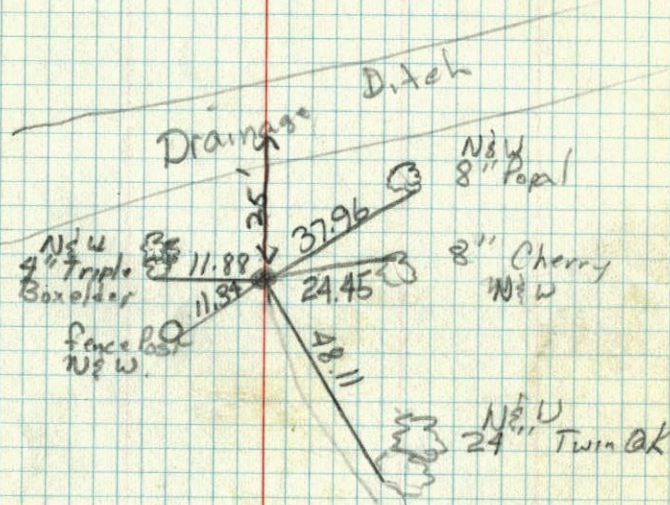 Drainage Ditch
N&W
8" Popal
25'
37.96
N&W
4" Triple
Boxelder
11.88
8" Cherry
N&W
24.45
11.34
fence Post
N&W.
48.11
N&W
24" Twin Oak